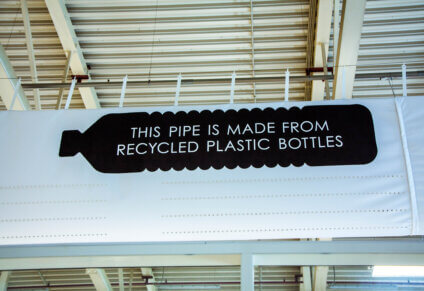 THIS PIPE IS MADE FROM
RECYCLED PLASTIC BOTTLES